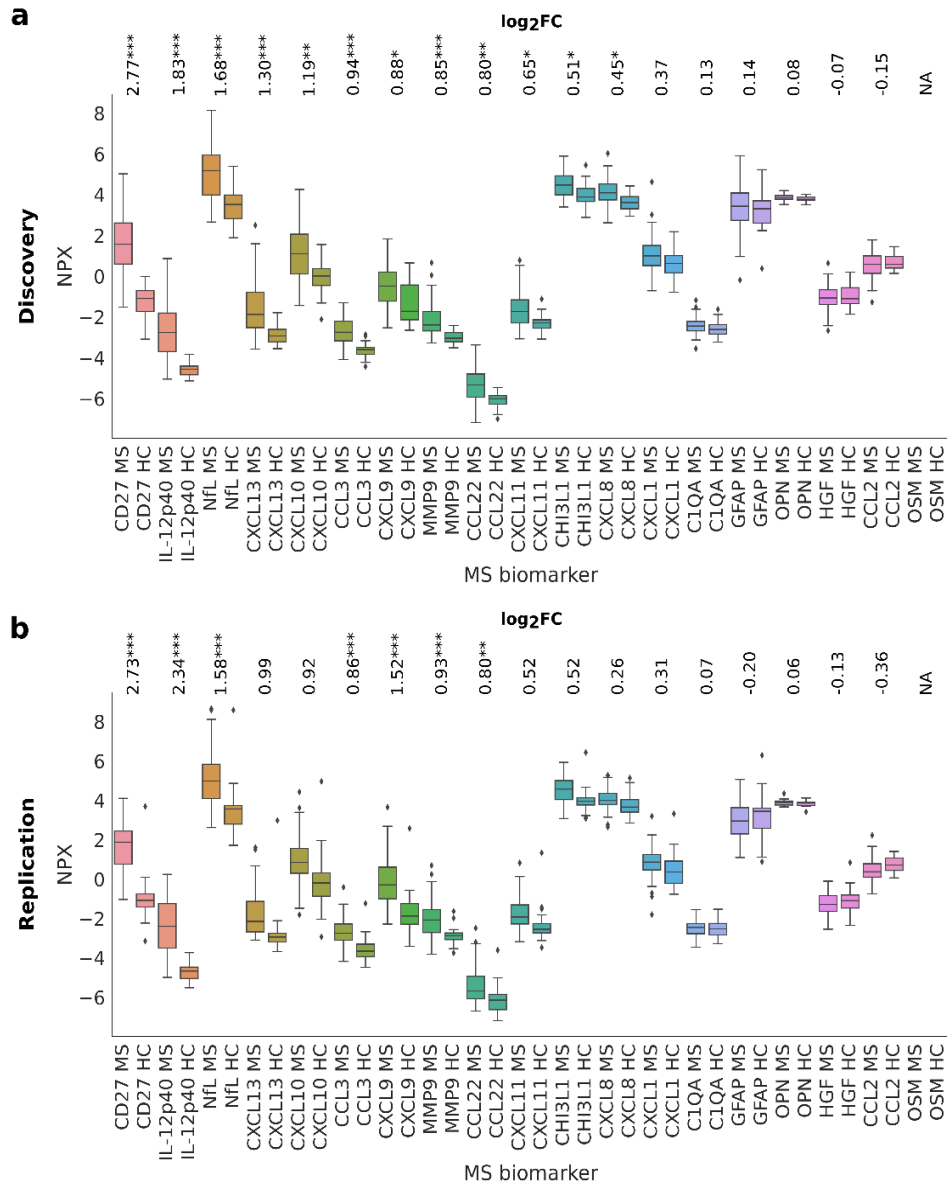 a
log2FC
2.77*** 1.83*** 1.68*** 1.30*** 1.19** 0.94*** 0.88* 0.85*** 0.80** 0.65* 0.51* 0.45* 0.37 0.13 0.14 0.08 -0.07 -0.15 NA
Discovery
NPX
8
6
4
2
0
−2
−4
−6
CD27 MS
CD27 HC
IL-12p40 MS
IL-12p40 HC
NfL MS
NfL HC
CXCL13 MS
CXCL13 HC
CXCL10 MS
CXCL10 HC
CCL3 MS
CCL3 HC
CXCL9 MS
CXCL9 HC
MMP9 MS
MMP9 HC
CCL22 MS
CCL22 HC
CXCL11 MS
CXCL11 HC
CHI3L1 MS
CHI3L1 HC
CXCL8 MS
CXCL8 HC
CXCL1 MS
CXCL1 HC
C1QA MS
C1QA HC
GFAP MS
GFAP HC
OPN MS
OPN HC
HGF MS
HGF HC
CCL2 MS
CCL2 HC
OSM MS
OSM HC
MS biomarker
b
log2FC
2.73*** 2.34*** 1.58*** 0.99 0.92 0.86*** 1.52*** 0.93*** 0.80** 0.52 0.52 0.26 0.31 0.07 -0.20 0.06 -0.13 -0.36 NA
Replication
NPX
8
6
4
2
0
−2
−4
−6
CD27 MS
CD27 HC
IL-12p40 MS
IL-12p40 HC
NfL MS
NfL HC
CXCL13 MS
CXCL13 HC
CXCL10 MS
CXCL10 HC
CCL3 MS
CCL3 HC
CXCL9 MS
CXCL9 HC
MMP9 MS
MMP9 HC
CCL22 MS
CCL22 HC
CXCL11 MS
CXCL11 HC
CHI3L1 MS
CHI3L1 HC
CXCL8 MS
CXCL8 HC
CXCL1 MS
CXCL1 HC
C1QA MS
C1QA HC
GFAP MS
GFAP HC
OPN MS
OPN HC
HGF MS
HGF HC
CCL2 MS
CCL2 HC
OSM MS
OSM HC
MS biomarker